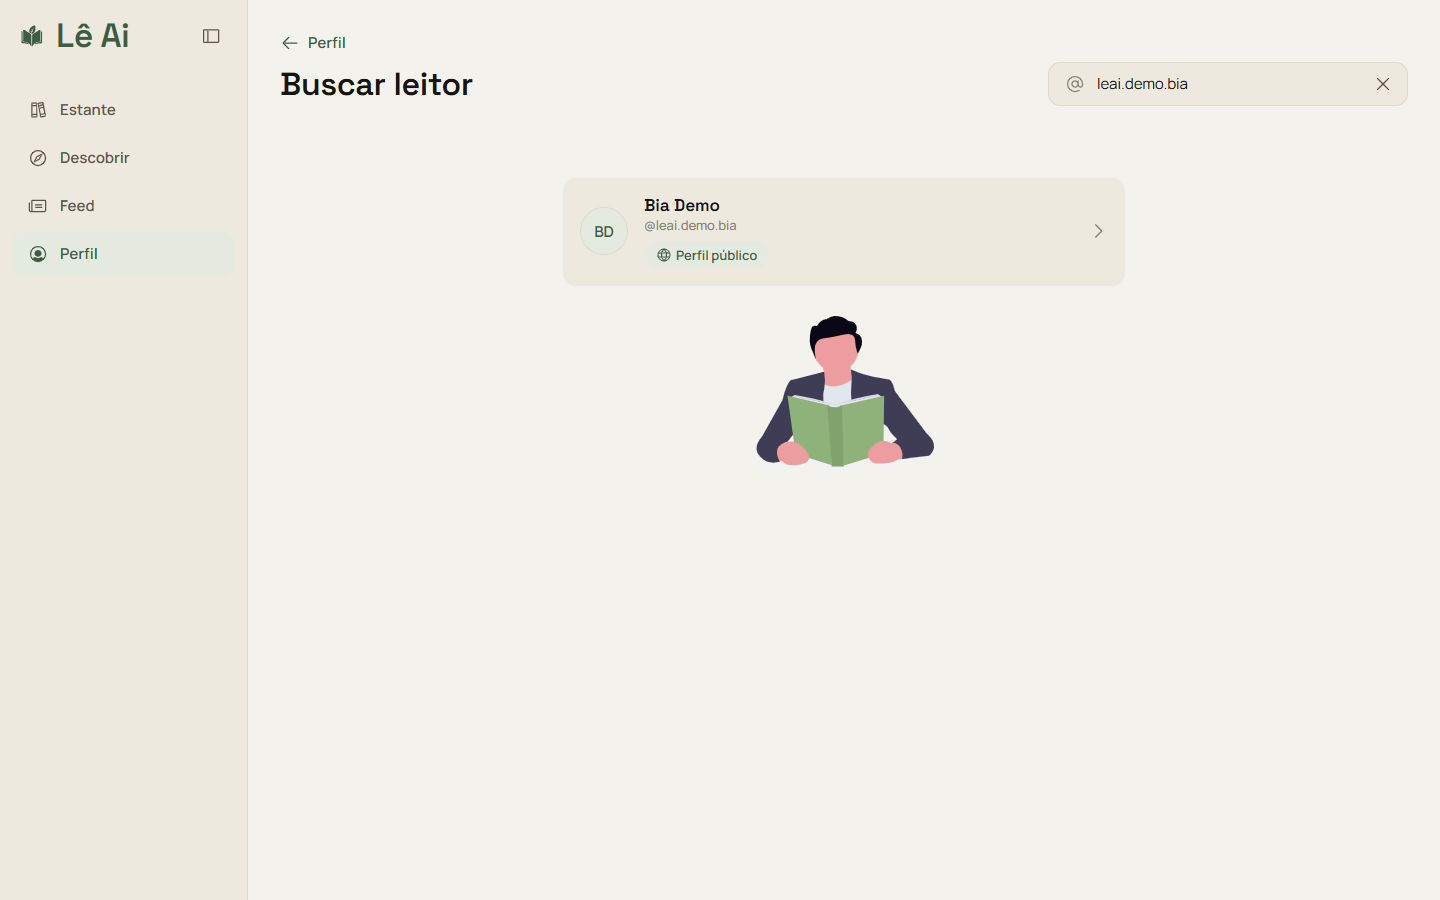 Lê Ai
Estante
Descobrir
Feed
Perfil
Perfil
Buscar leitor
@ leai.demo.bia
BD
Bia Demo
@leai.demo.bia
Perfil público